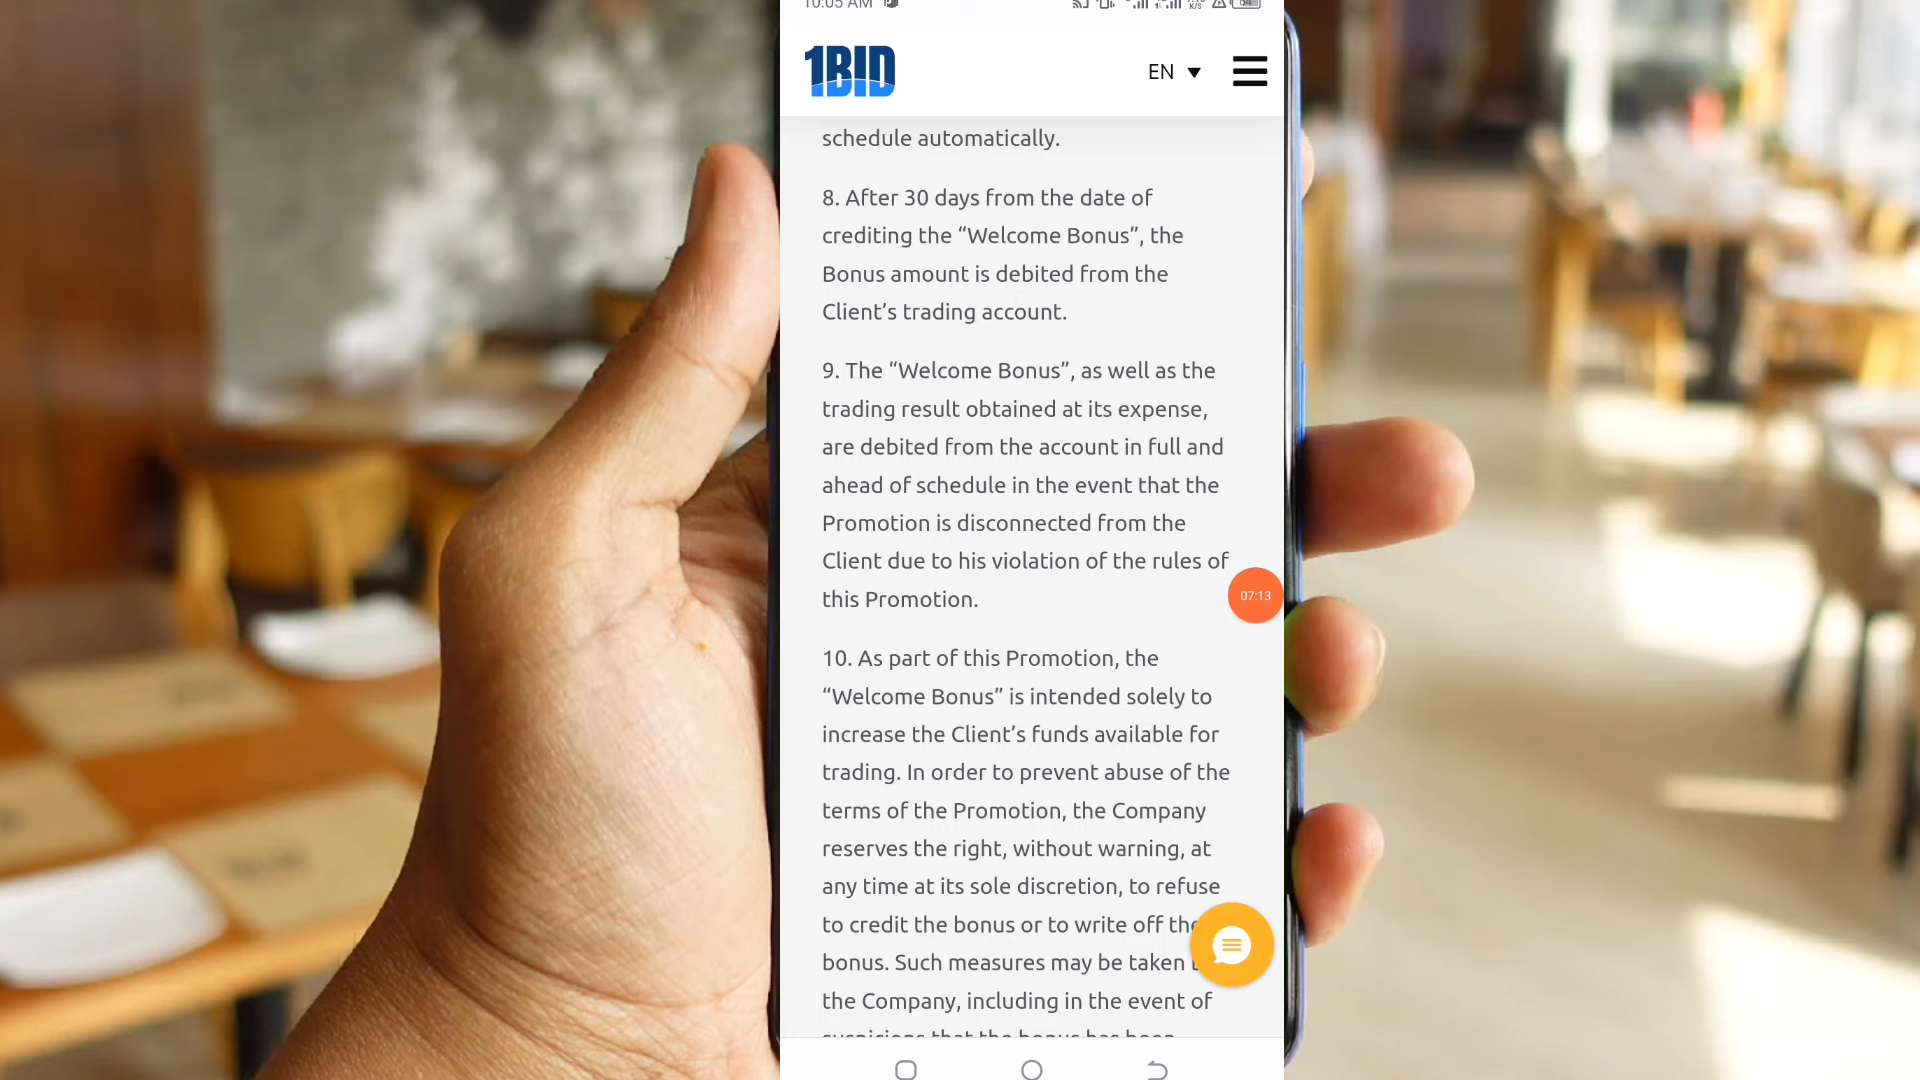 10:05 AM
1BID
EN
schedule automatically.
8. After 30 days from the date of
crediting the “Welcome Bonus”, the
Bonus amount is debited from the
Client’s trading account.
9. The “Welcome Bonus”, as well as the
trading result obtained at its expense,
are debited from the account in full and
ahead of schedule in the event that the
Promotion is disconnected from the
Client due to his violation of the rules of
this Promotion.
07:13
10. As part of this Promotion, the
“Welcome Bonus” is intended solely to
increase the Client’s funds available for
trading. In order to prevent abuse of the
terms of the Promotion, the Company
reserves the right, without warning, at
any time at its sole discretion, to refuse
to credit the bonus or to write off the
bonus. Such measures may be taken
the Company, including in the event of
suspicions that the bonus has been